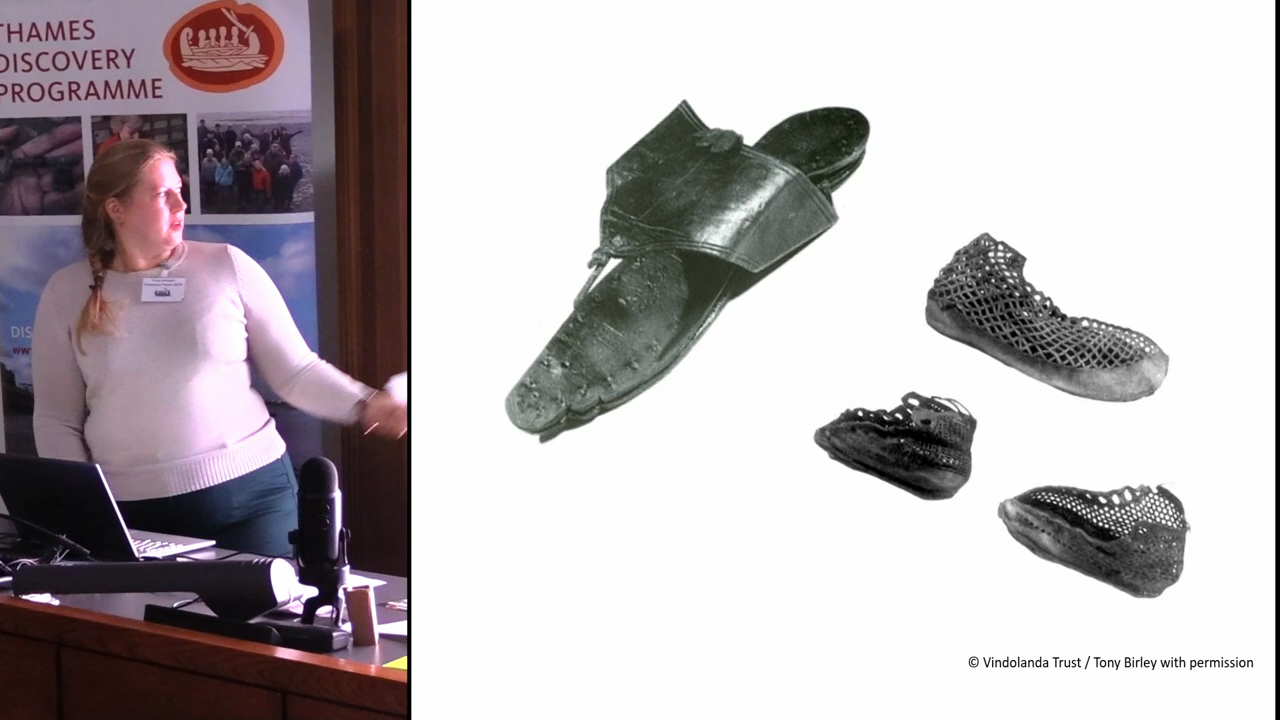 THAMES
DISCOVERY
PROGRAMME
© Vindolanda Trust / Tony Birley with permission